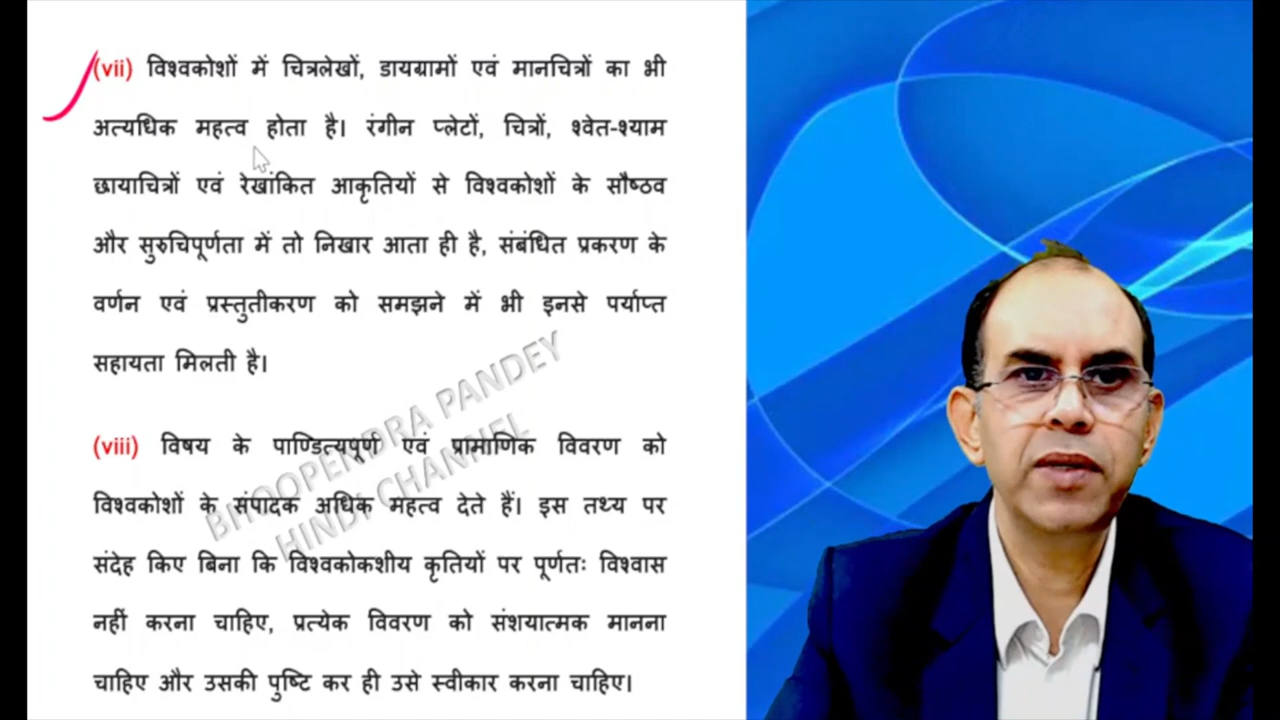 (vii) विश्वकोशों में चित्रलेखों, डायग्रामों एवं मानचित्रों का भी
अत्यधिक महत्व होता है। रंगीन प्लेटों, चित्रों, श्वेत-श्याम
छायाचित्रों एवं रेखांकित आकृतियों से विश्वकोशों के सौष्ठव
और सुरुचिपूर्णता में तो निखार आता ही है, संबंधित प्रकरण के
वर्णन एवं प्रस्तुतीकरण को समझने में भी इनसे पर्याप्त
सहायता मिलती है।
(viii) विषय के पाण्डित्यपूर्ण एवं प्रामाणिक विवरण को
विश्वकोशों के संपादक अधिक महत्व देते हैं। इस तथ्य पर
संदेह किए बिना कि विश्वकोकशीय कृतियों पर पूर्णतः विश्वास
नहीं करना चाहिए, प्रत्येक विवरण को संशयात्मक मानना
चाहिए और उसकी पुष्टि कर ही उसे स्वीकार करना चाहिए।
BHOOPENDRA PANDEY
HINDI CHANNEL